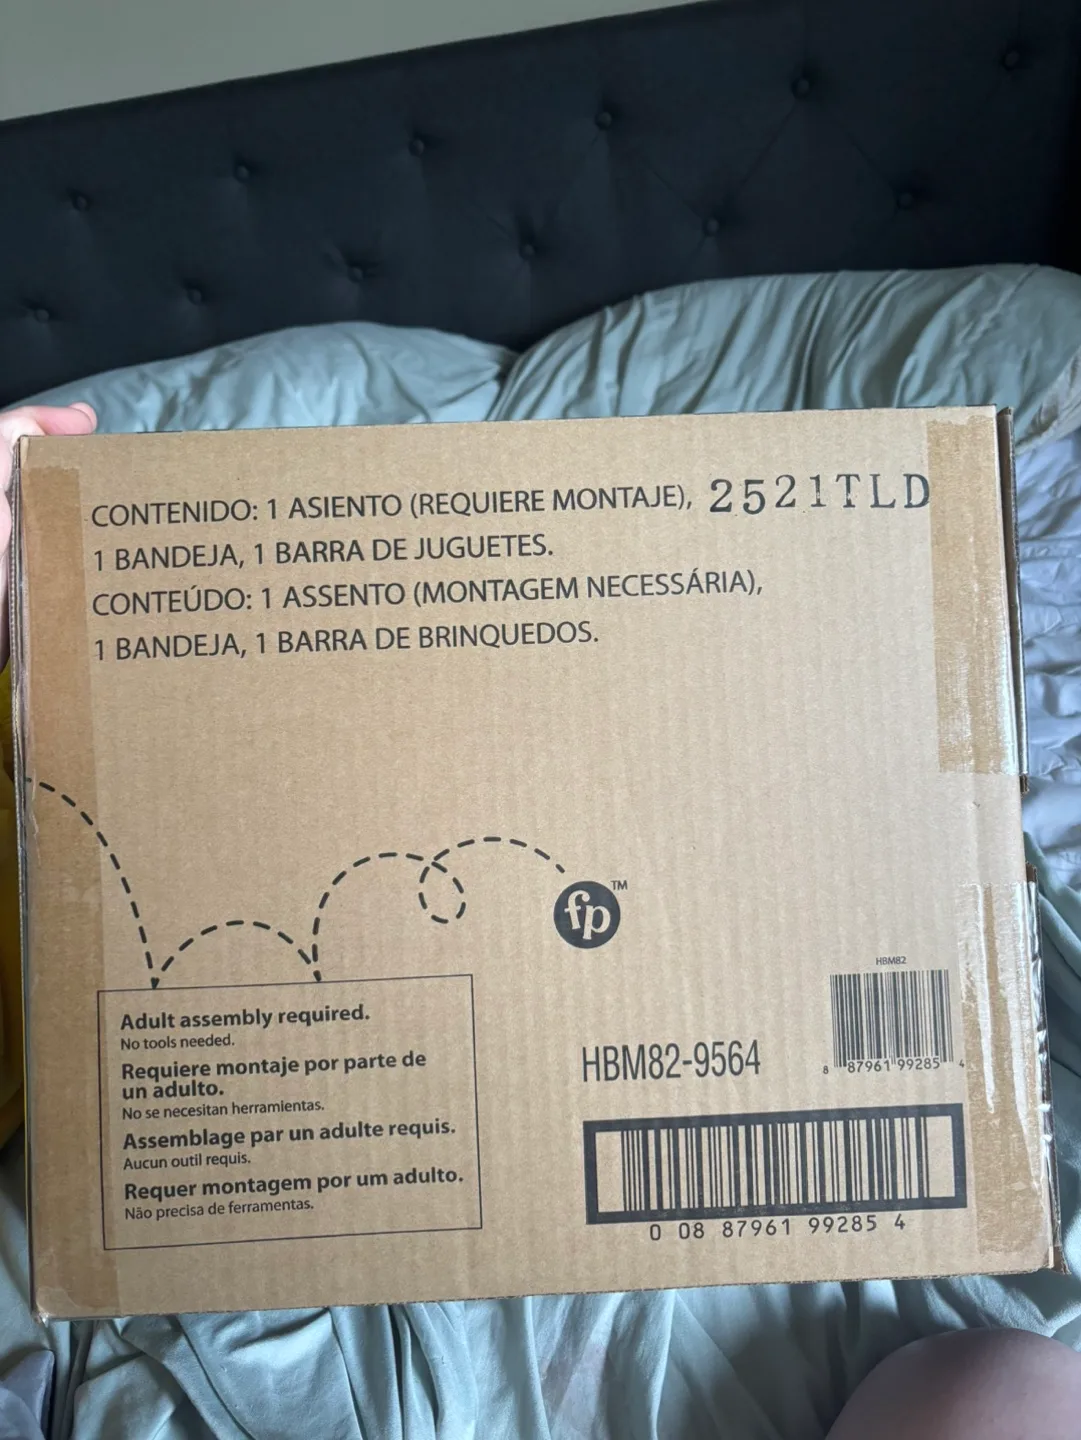 CONTENIDO: 1 ASIENTO (REQUIERE MONTAJE), 2521TLD
1 BANDEJA, 1 BARRA DE JUGUETES.
CONTEÚDO: 1 ASSENTO (MONTAGEM NECESSÁRIA),
1 BANDEJA, 1 BARRA DE BRINQUEDOS.
fp™
Adult assembly required.
No tools needed.
Requiere montaje por parte de
un adulto.
No se necesitan herramientas.
Assemblage par un adulte requis.
Aucun outil requis.
Requer montagem por um adulto.
Não precisa de ferramentas.
HBM82
8 87961 99285 4
HBM82-9564
0 08 87961 99285 4